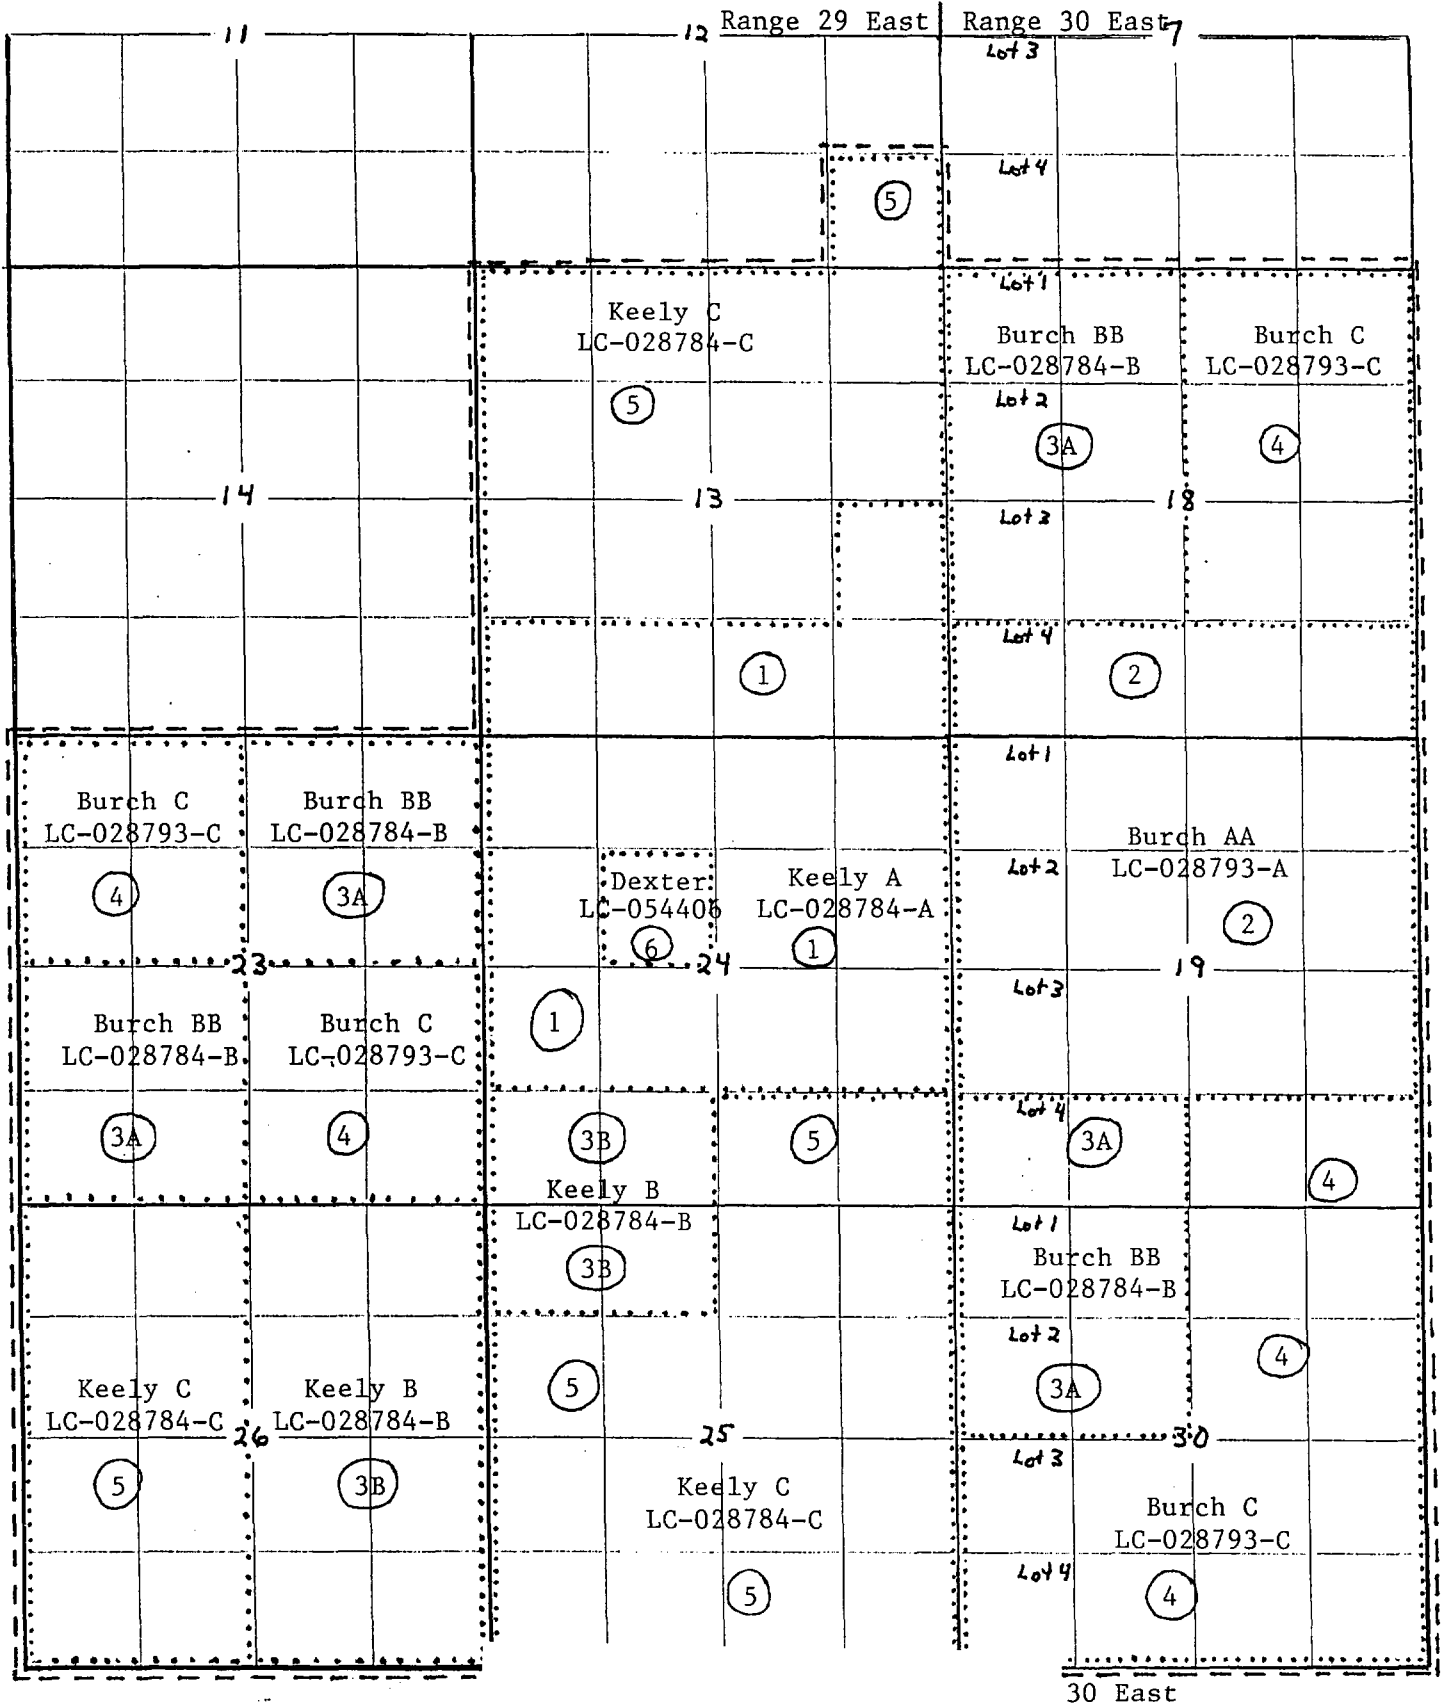 Range 29 East
Range 30 East
11
12
7
Lot 3
Lot 4
5
Lot 1
Keely C
LC-028784-C
Burch BB
LC-028784-B
Burch C
LC-028793-C
Lot 2
5
3A
4
14
13
18
Lot 3
Lot 4
1
2
Lot 1
Burch C
LC-028793-C
Burch BB
LC-028784-B
Burch AA
LC-028793-A
Lot 2
Dexter
LC-054406
Keely A
LC-028784-A
4
3A
6
1
2
23
24
19
Lot 3
1
Burch BB
LC-028784-B
Burch C
LC-028793-C
Lot 4
3A
4
3B
5
3A
4
Keely B
LC-028784-B
Lot 1
3B
Burch BB
LC-028784-B
Lot 2
4
5
3A
Keely C
LC-028784-C
Keely B
LC-028784-B
26
25
30
Lot 3
5
3B
Keely C
LC-028784-C
Burch C
LC-028793-C
Lot 4
5
4
30 East